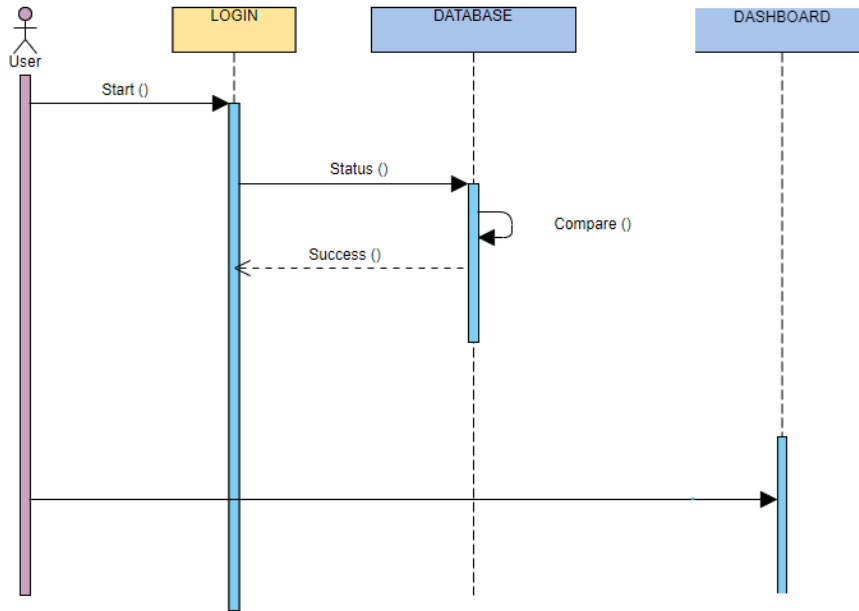 LOGIN
DATABASE
DASHBOARD
User
Start ()
Status ()
Compare ()
Success ()